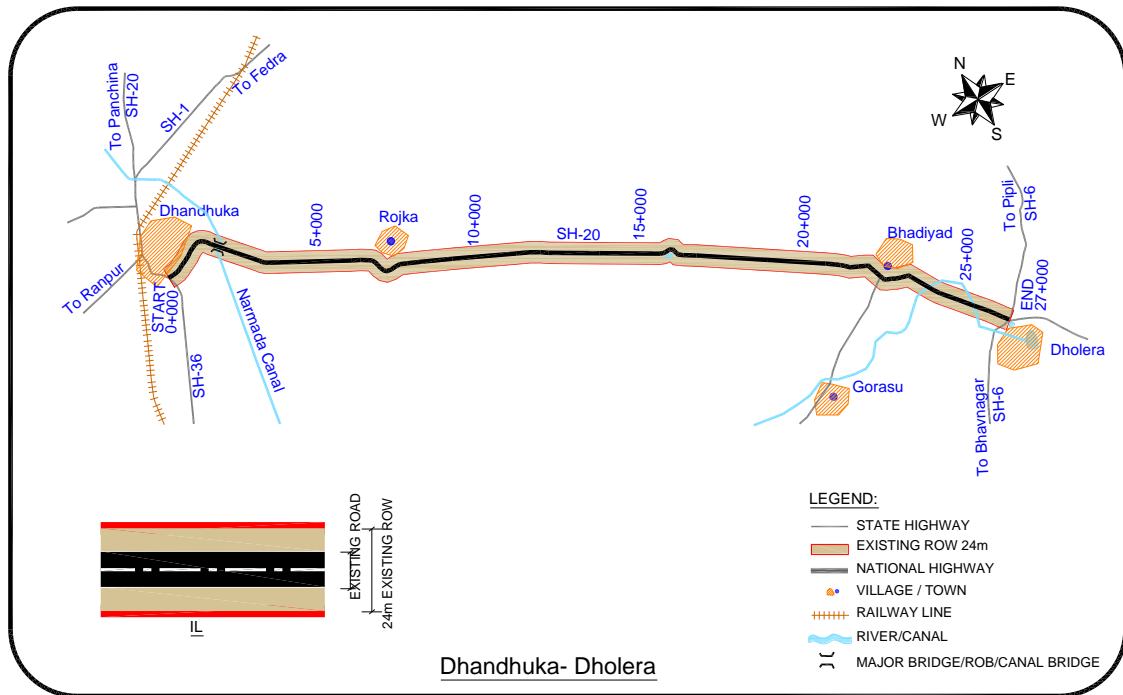 To Panchina
SH-20
SH-1
To Fedra
N
E
W
S
Dhandhuka
5+000
Rojka
10+000
SH-20
15+000
20+000
Bhadiyad
25+000
To Pipli
SH-6
To Ranpur
START
0+000
SH-36
Narmada Canal
END
27+000
Dholera
Gorasu
To Bhavnagar
SH-6
EXISTING ROAD
24m EXISTING ROW
IL
Dhandhuka- Dholera
LEGEND:
STATE HIGHWAY
EXISTING ROW 24m
NATIONAL HIGHWAY
VILLAGE / TOWN
RAILWAY LINE
RIVER/CANAL
MAJOR BRIDGE/ROB/CANAL BRIDGE